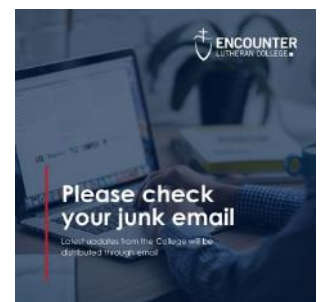 ENCOUNTER
LUTHERAN COLLEGE
Please check
your junk email
Latest updates from the College will be
distributed through email